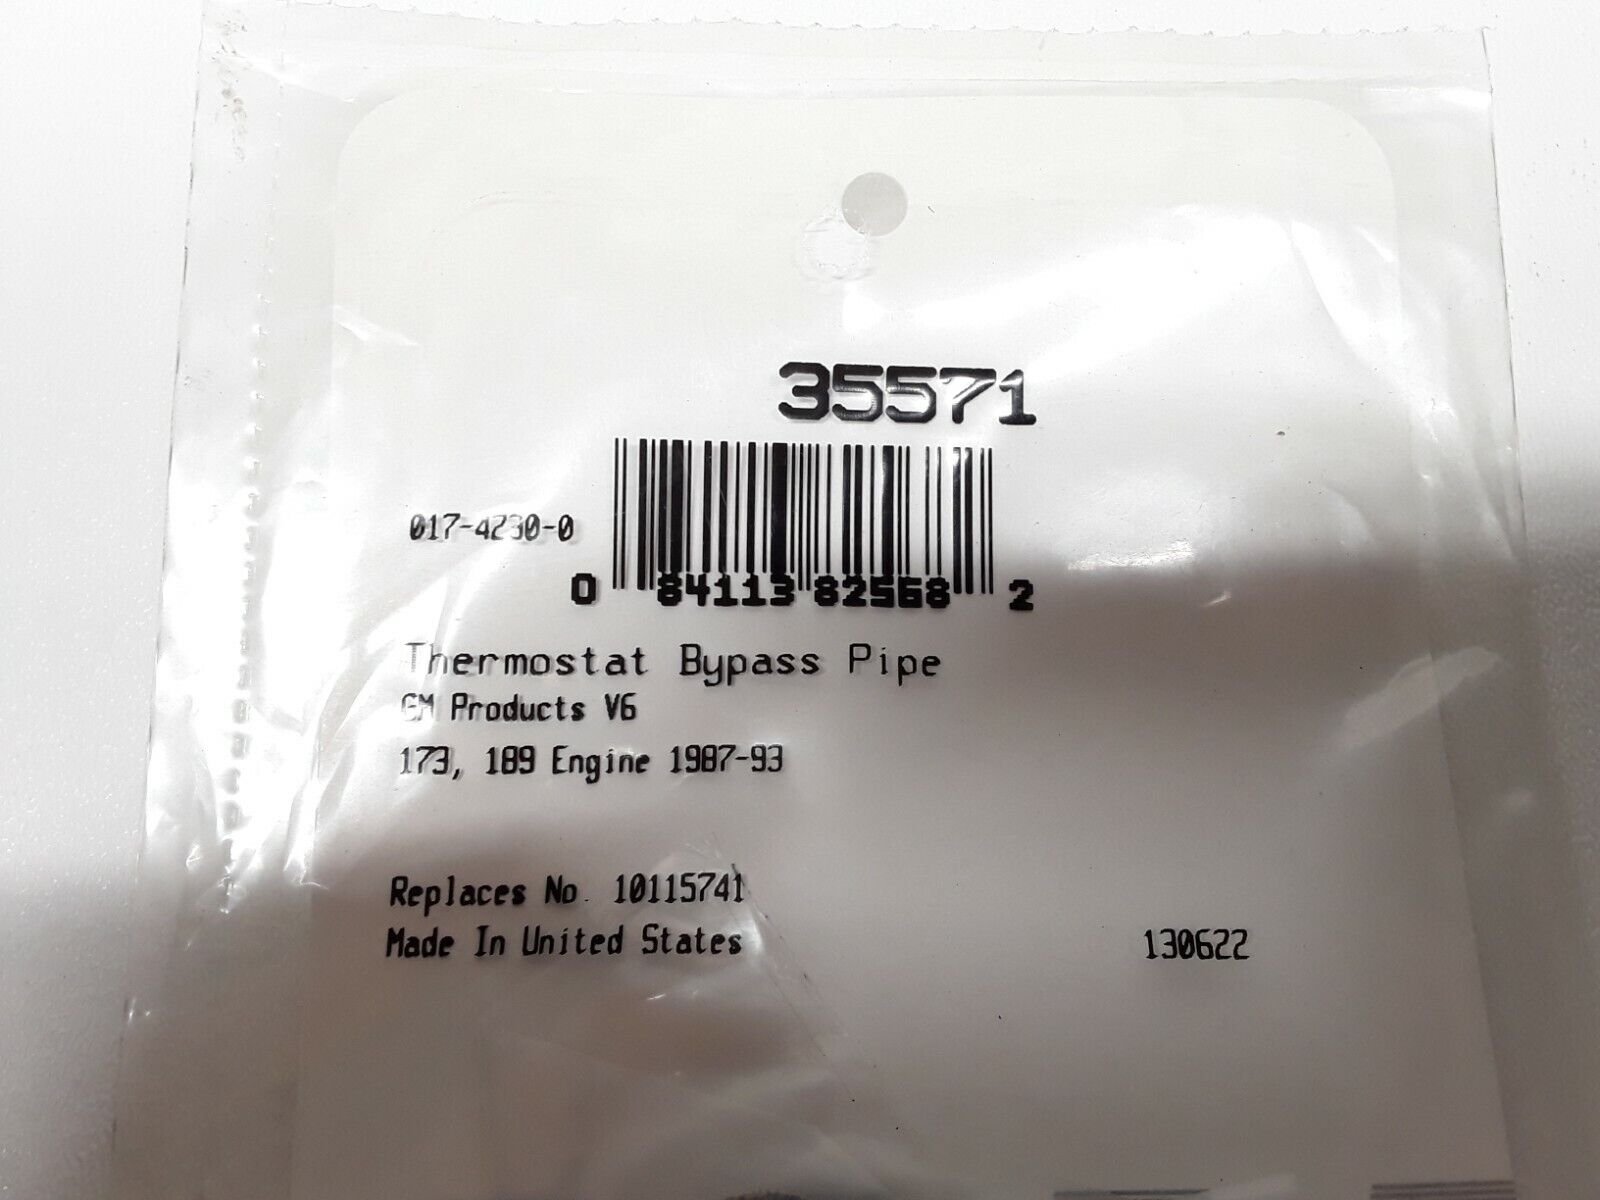 35571
017-4230-0
0 84113 82568 2
Thermostat Bypass Pipe
GM Products V6
173, 189 Engine 1987-93
Replaces No. 10115741
Made In United States 130622